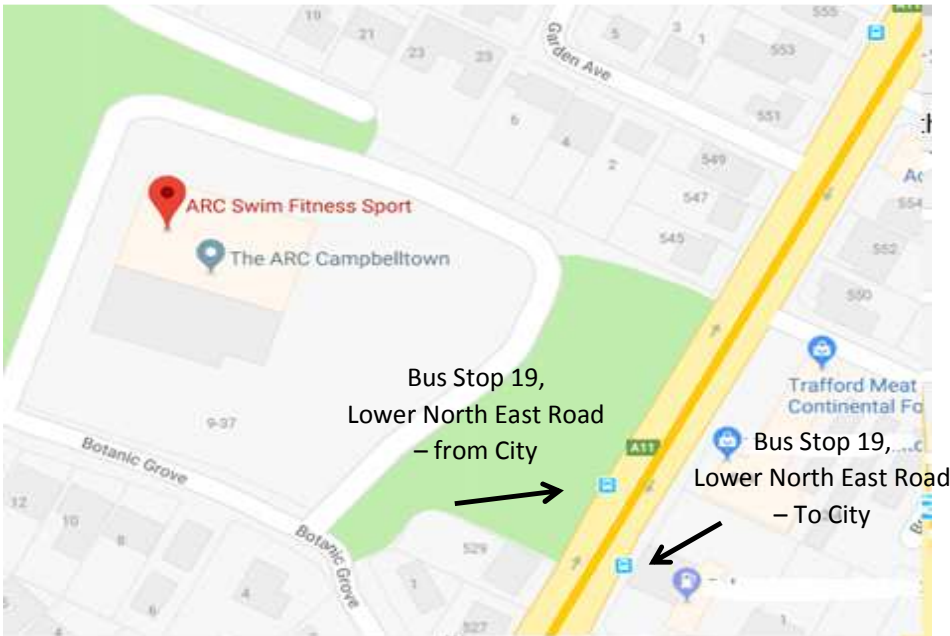 555
A11
19
21
23
23
5
3
1
553
Garden Ave
551
6
4
2
549
547
554
545
552
550
ARC Swim Fitness Sport
The ARC Campbelltown
Bus Stop 19,
Lower North East Road
– from City
Trafford Meat
Continental Fo
9-37
A11
Bus Stop 19,
Lower North East Road
– To City
Botanic Grove
12
10
8
6
4
4
Botanic Grove
529
1
527
1